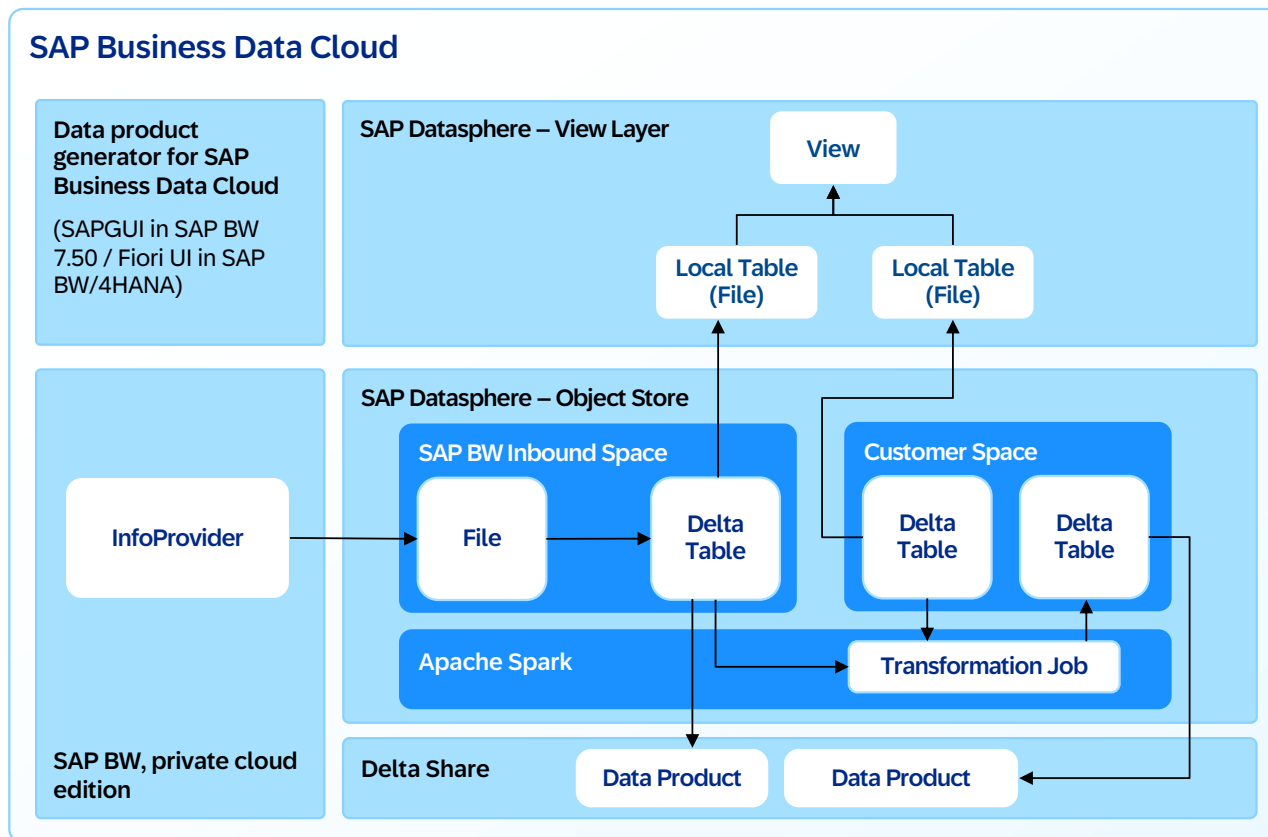 SAP Business Data Cloud
Data product
generator for SAP
Business Data Cloud
(SAPGUI in SAP BW
7.50 / Fiori UI in SAP
BW/4HANA)
SAP Datasphere – View Layer
View
Local Table
(File)
Local Table
(File)
SAP Datasphere – Object Store
SAP BW Inbound Space
Customer Space
InfoProvider
File
Delta
Table
Delta
Table
Delta
Table
Apache Spark
Transformation Job
SAP BW, private cloud
edition
Delta Share
Data Product
Data Product